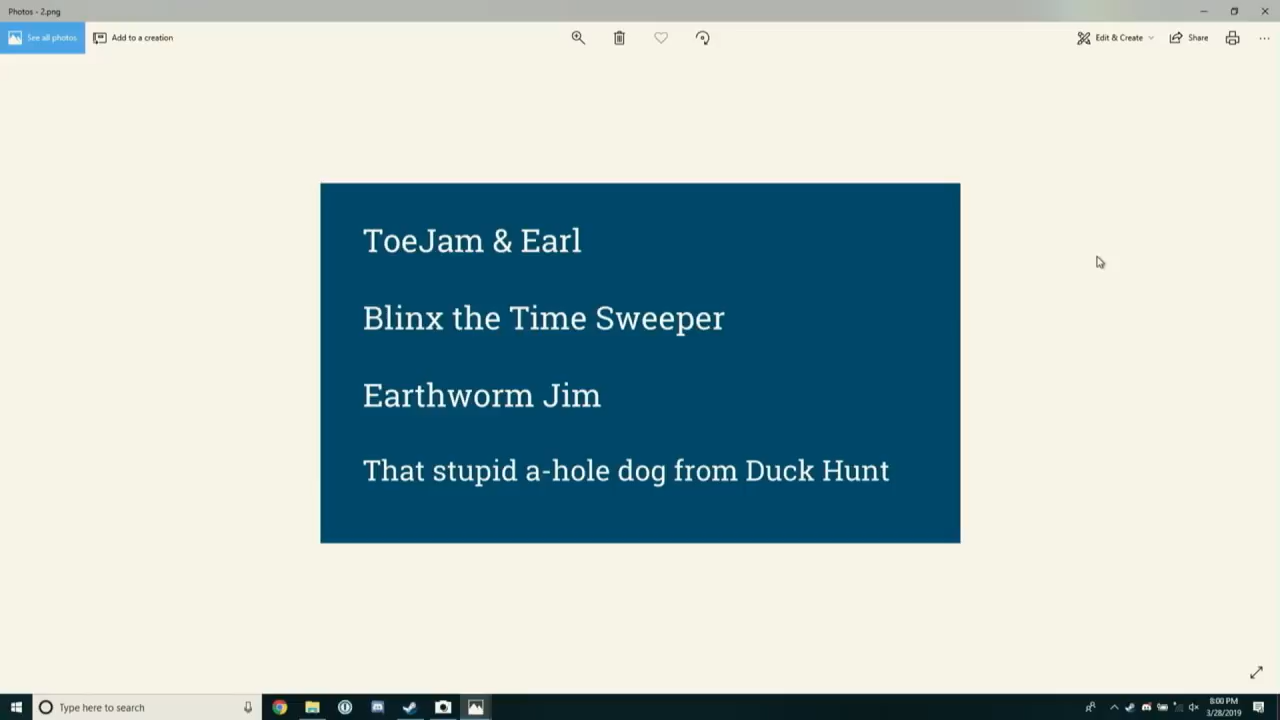 Photos - 2.png
See all photos
Add to a creation
Edit & Create
Share
ToeJam & Earl
Blinx the Time Sweeper
Earthworm Jim
That stupid a-hole dog from Duck Hunt
Type here to search
8:00 PM
3/28/2019